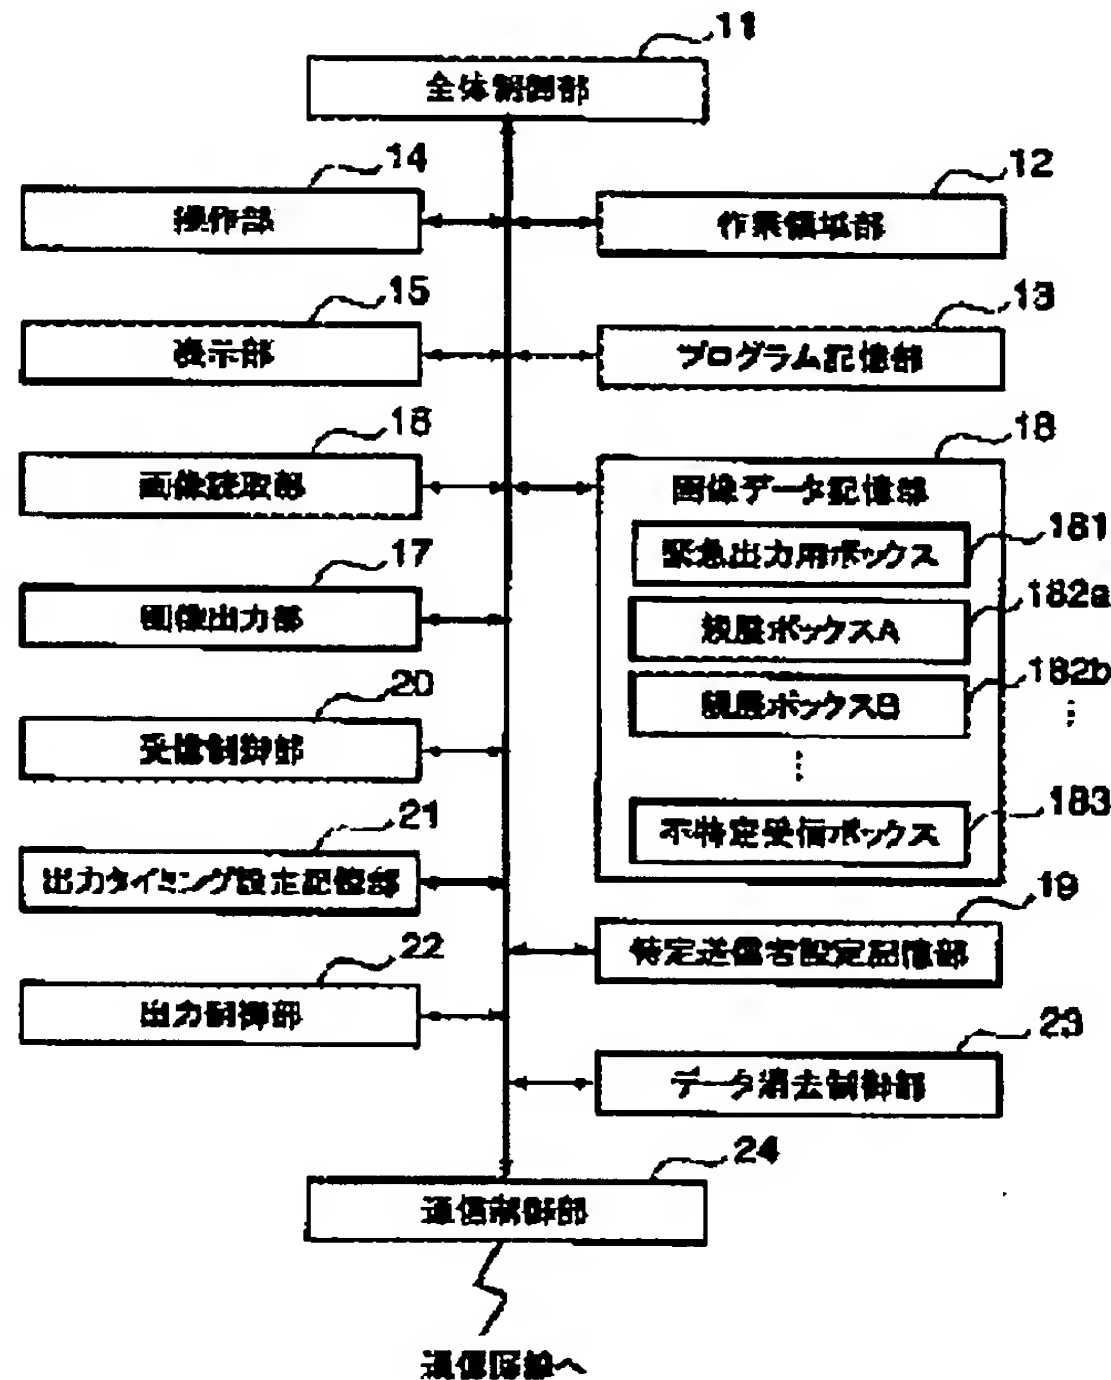 11
全体制御部
14
操作部
12
作業領域部
15
表示部
13
プログラム記憶部
16
画像読取部
18
画像データ記憶部
緊急出力用ボックス
181
17
画像出力部
ボックスA
182a
ボックスB
182b
20
受信制御部
不特定受信ボックス
183
21
出力タイミング設定記憶部
19
特定送信者設定記憶部
22
出力制御部
23
データ消去制御部
24
通信制御部
通信回線へ